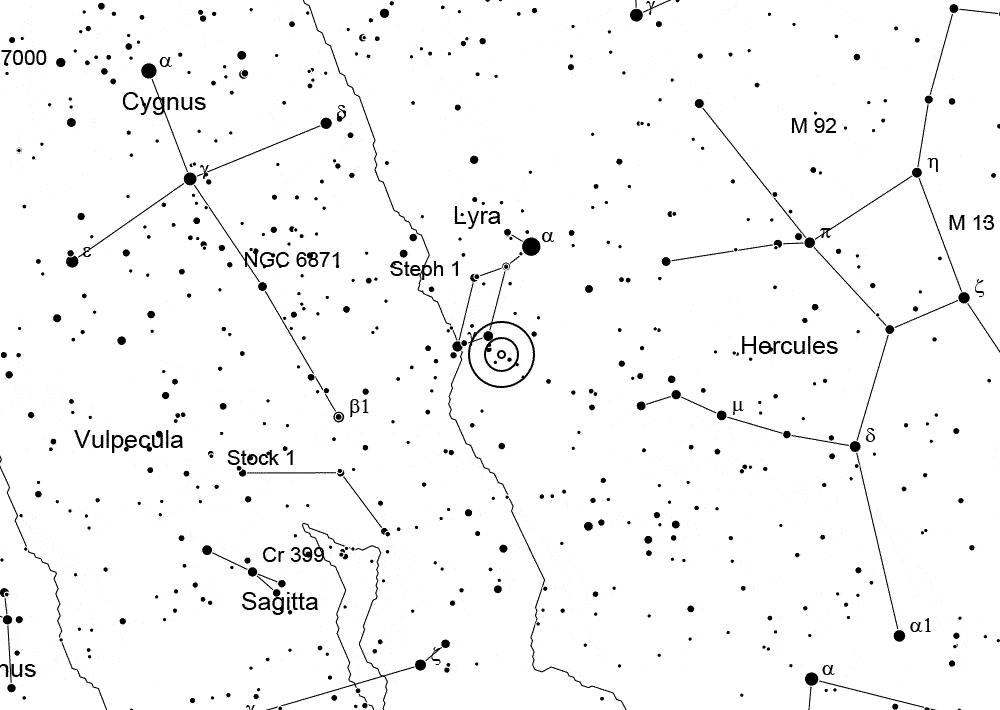 γ
7000
α
Cygnus
δ
M 92
γ
η
Lyra
α
M 13
ε
π
NGC 6871
Steph 1
ζ
γ
Hercules
β1
μ
δ
Vulpecula
Stock 1
Cr 399
Sagitta
α1
ζ
nus
α
γ